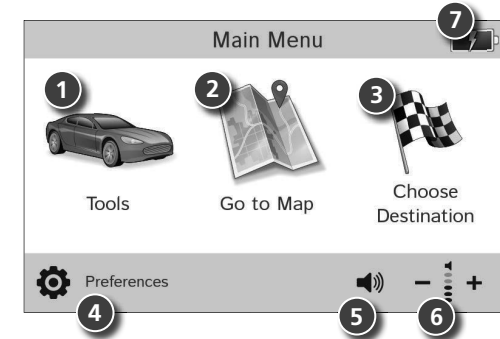 7
Main Menu
1
2
3
Tools
Go to Map
Choose
Destination
Preferences
− +
4
5
6